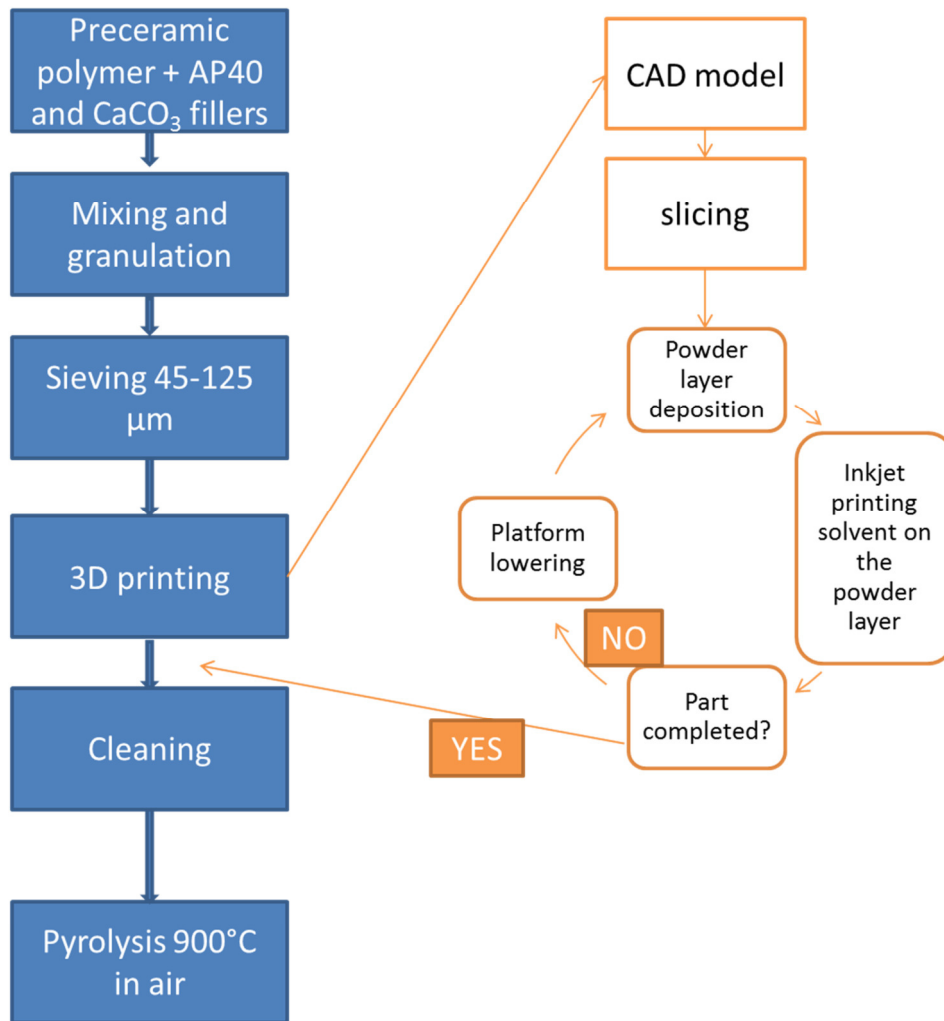 Preceramic
polymer + AP40
and CaCO₃ fillers
Mixing and
granulation
Sieving 45-125
µm
3D printing
Cleaning
Pyrolysis 900°C
in air
CAD model
slicing
Powder
layer
deposition
Inkjet
printing
solvent on
the
powder
layer
Part
completed?
NO
YES
Platform
lowering